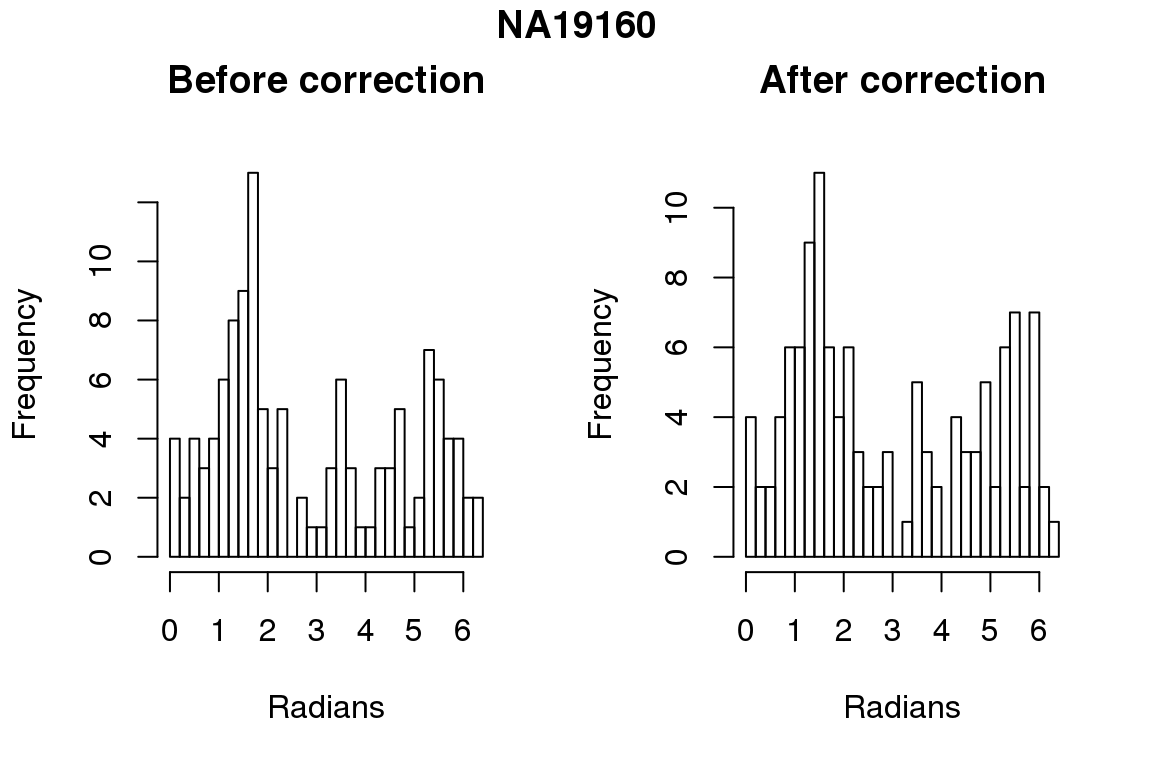 NA19160
Before correction
Frequency
0 2 4 6 8 10
0 1 2 3 4 5 6
Radians
After correction
Frequency
0 2 4 6 8 10
0 1 2 3 4 5 6
Radians